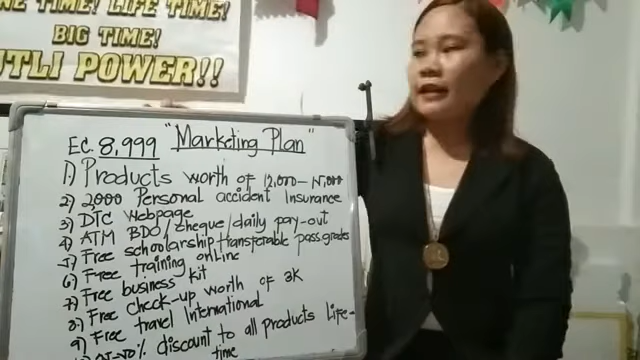 NE TIME! LIFE TIME!
BIG TIME!
UTLI POWER!!
EC. 8,999 "Marketing Plan"
1) Products worth of 12,000-
2) 2,000 Personal accident Insurance
3) DTC Webpage
4) ATM BDO/cheque/daily pay-out
5) Free scholarship transferable pass grades
6) Free training online
7) Free business kit
8) Free check-up worth of 3K
9) Free travel International
% discount to all products Life-
time